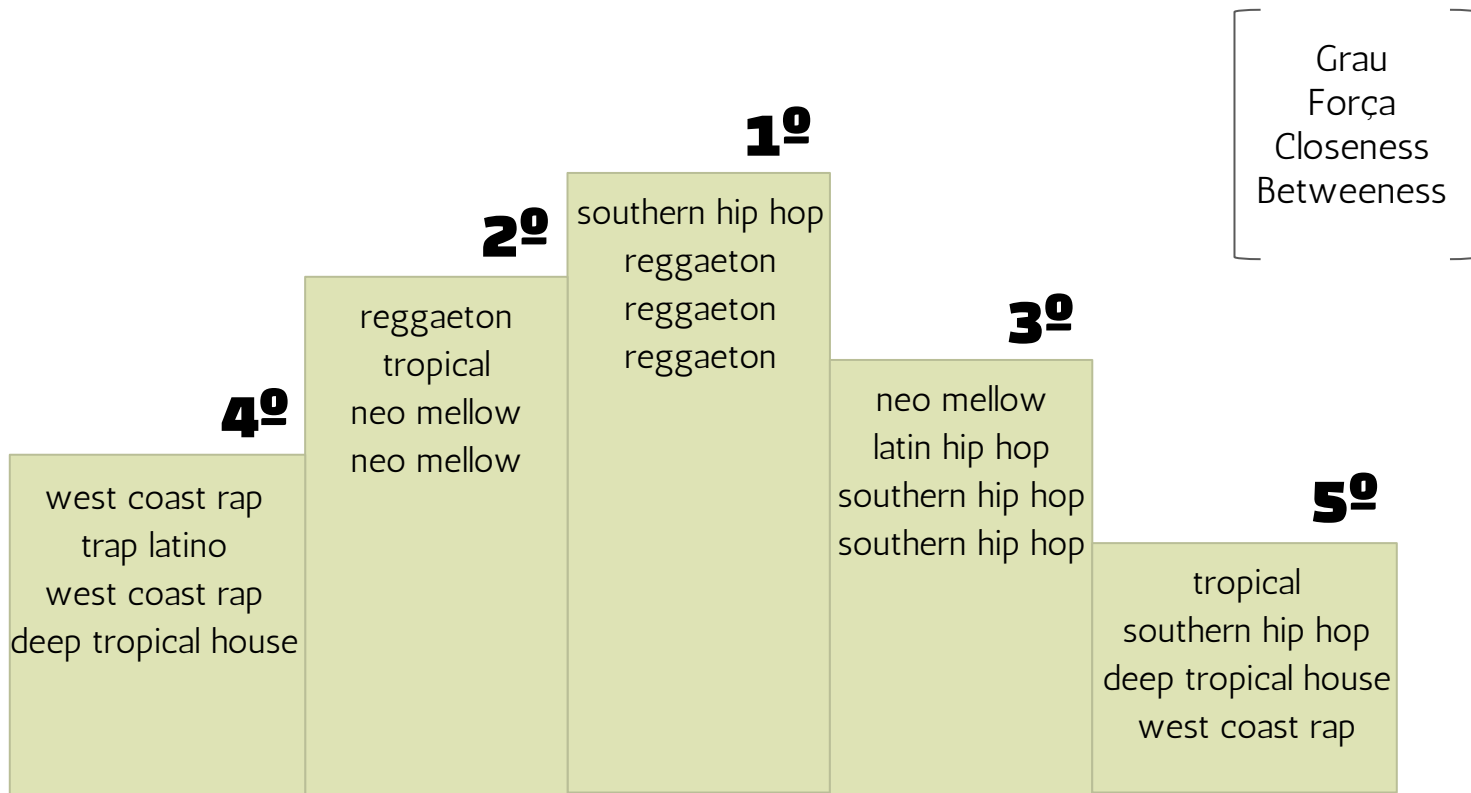 Grau
Força
Closeness
Betweeness
1º
southern hip hop
reggaeton
reggaeton
reggaeton
2º
reggaeton
tropical
neo mellow
neo mellow
3º
neo mellow
latin hip hop
southern hip hop
southern hip hop
4º
west coast rap
trap latino
west coast rap
deep tropical house
5º
tropical
southern hip hop
deep tropical house
west coast rap